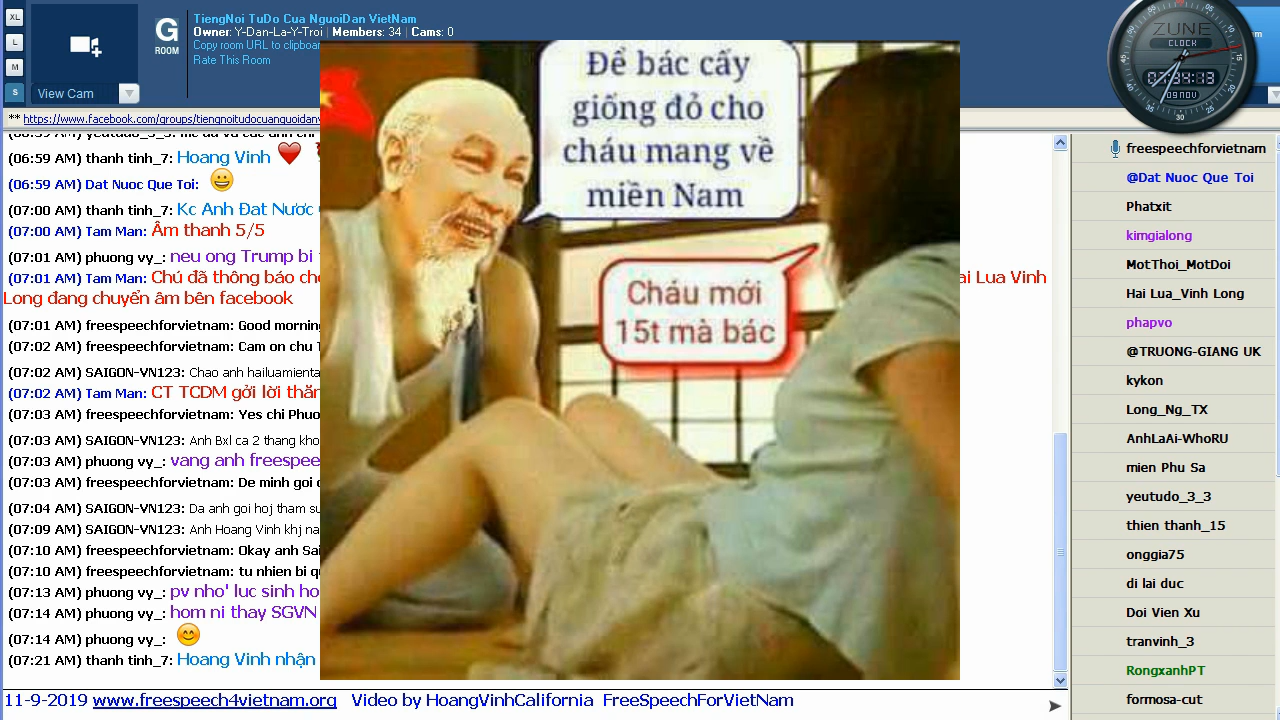 XL
L
M
S
View Cam
G
ROOM
TiengNoi TuDo Cua NguoiDan VietNam
Owner: Y-Dan-La-Y-Troi | Members: 34 | Cams: 0
Copy room URL to clipboard
Rate This Room
ZUNE
CLOCK
07:34:13
09 NOV
** https://www.facebook.com/groups/tiengnoitudocuanguoidanv
(06:59 AM) thanh tinh_7: Hoang Vinh
(06:59 AM) Dat Nuoc Que Toi:
(07:00 AM) thanh tinh_7: Kc Anh Đat Nước
(07:00 AM) Tam Man: Âm thanh 5/5
(07:01 AM) phuong vy_: neu ong Trump bi
(07:01 AM) Tam Man: Chú đã thông báo cho ai Lua Vinh
Long đang chuyển âm bên facebook
(07:01 AM) freespeechforvietnam: Good morning
(07:02 AM) freespeechforvietnam: Cam on chu
(07:02 AM) SAIGON-VN123: Chao anh hailuamienta
(07:02 AM) Tam Man: CT TCDM gởi lời thăm
(07:03 AM) freespeechforvietnam: Yes chi Phuo
(07:03 AM) SAIGON-VN123: Anh Bxl ca 2 thang kho
(07:03 AM) phuong vy_: vang anh freespee
(07:03 AM) freespeechforvietnam: De minh goi
(07:04 AM) SAIGON-VN123: Da anh goi hoj tham su
(07:09 AM) SAIGON-VN123: Anh Hoang Vinh khj na
(07:10 AM) freespeechforvietnam: Okay anh Sai
(07:10 AM) freespeechforvietnam: tu nhien bi
(07:13 AM) phuong vy_: pv nho' luc sinh ho
(07:14 AM) phuong vy_: hom ni thay SGVN
(07:14 AM) phuong vy_:
(07:21 AM) thanh tinh_7: Hoang Vinh nhận
Để bác cấy
giống đỏ cho
cháu mang về
miền Nam
Cháu mới
15t mà bác
freespeechforvietnam
@Dat Nuoc Que Toi
Phatxit
kimgialong
MotThoi_MotDoi
Hai Lua_Vinh Long
phapvo
@TRUONG-GIANG UK
kykon
Long_Ng_TX
AnhLaAi-WhoRU
mien Phu Sa
yeutudo_3_3
thien thanh_15
onggia75
di lai duc
Doi Vien Xu
tranvinh_3
RongxanhPT
formosa-cut
11-9-2019 www.freespeech4vietnam.org Video by HoangVinhCalifornia FreeSpeechForVietNam